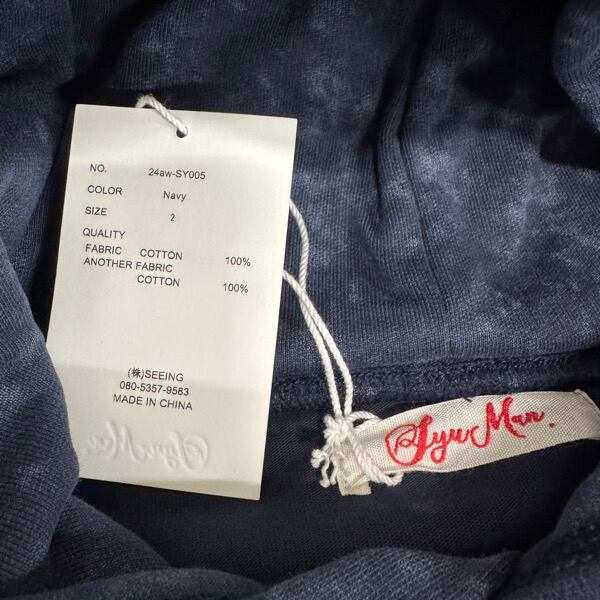 NO. 24aw-SY005
COLOR Navy
SIZE 2
QUALITY
FABRIC COTTON 100%
ANOTHER FABRIC
COTTON 100%
(株)SEEING
080-5357-9583
MADE IN CHINA
SyuMan.